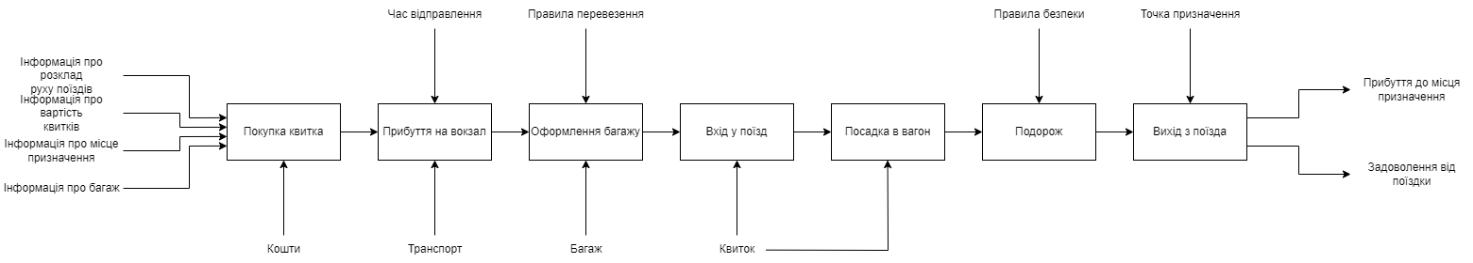 Час відправлення
Правила перевезення
Правила безпеки
Точка призначення
Інформація про
розклад
руху поїздів
Інформація про
вартість
квитків
Інформація про місце
призначення
Інформація про багаж
Покупка квитка
Прибуття на вокзал
Оформлення багажу
Вхід у поїзд
Посадка в вагон
Подорож
Вихід з поїзда
Прибуття до місця
призначення
Задоволення від
поїздки
Кошти
Транспорт
Багаж
Квиток